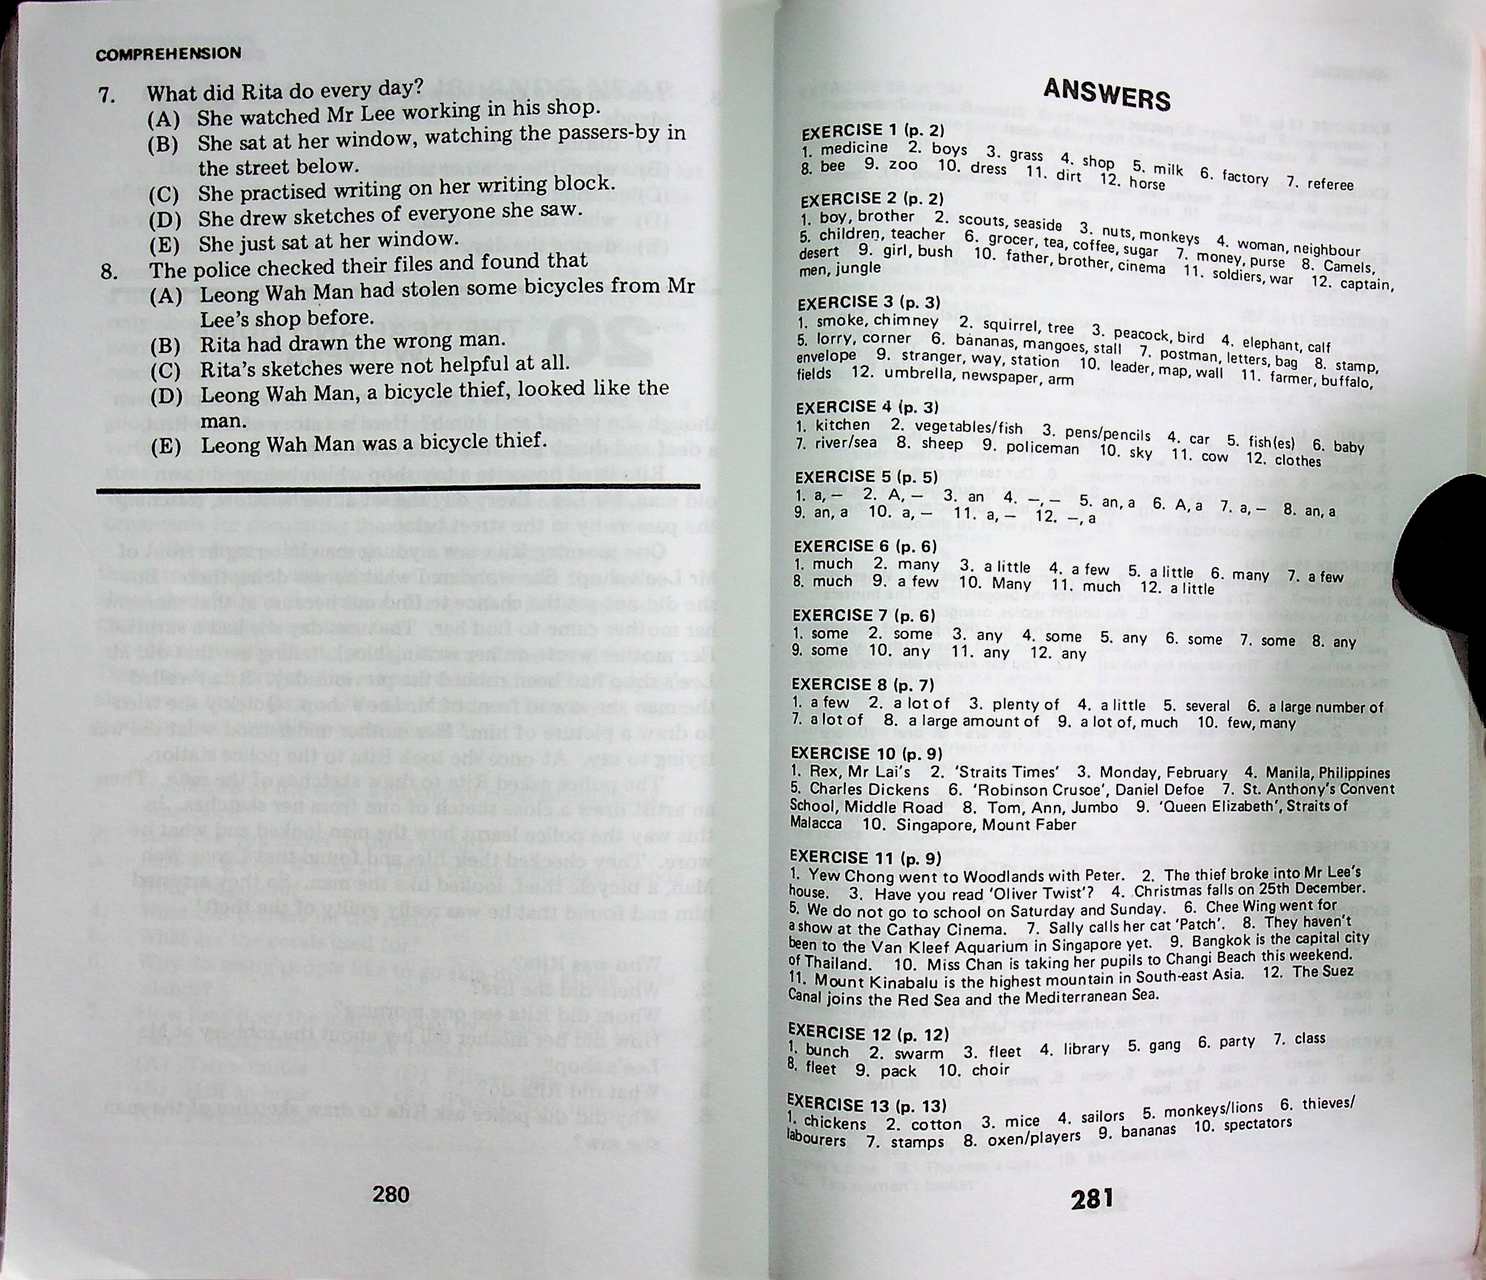 COMPREHENSION
7. What did Rita do every day?
(A) She watched Mr Lee working in his shop.
(B) She sat at her window, watching the passers-by in
the street below.
(C) She practised writing on her writing block.
(D) She drew sketches of everyone she saw.
(E) She just sat at her window.
8. The police checked their files and found that
(A) Leong Wah Man had stolen some bicycles from Mr
Lee's shop before.
(B) Rita had drawn the wrong man.
(C) Rita's sketches were not helpful at all.
(D) Leong Wah Man, a bicycle thief, looked like the
man.
(E) Leong Wah Man was a bicycle thief.
280
ANSWERS
EXERCISE 1 (p. 2)
1. medicine 2. boys 3. grass 4. shop 5. milk 6. factory 7. referee
8. bee 9. zoo 10. dress 11. dirt 12. horse
EXERCISE 2 (p. 2)
1. boy, brother 2. scouts, seaside 3. nuts, monkeys 4. woman, neighbour
5. children, teacher 6. grocer, tea, coffee, sugar 7. money, purse 8. Camels,
desert 9. girl, bush 10. father, brother, cinema 11. soldiers, war 12. captain,
men, jungle
EXERCISE 3 (p. 3)
1. smoke, chimney 2. squirrel, tree 3. peacock, bird 4. elephant, calf
5. lorry, corner 6. bananas, mangoes, stall 7. postman, letters, bag 8. stamp,
envelope 9. stranger, way, station 10. leader, map, wall 11. farmer, buffalo,
fields 12. umbrella, newspaper, arm
EXERCISE 4 (p. 3)
1. kitchen 2. vegetables/fish 3. pens/pencils 4. car 5. fish(es) 6. baby
7. river/sea 8. sheep 9. policeman 10. sky 11. cow 12. clothes
EXERCISE 5 (p. 5)
1. a, – 2. A, – 3. an 4. –, – 5. an, a 6. A, a 7. a, – 8. an, a
9. an, a 10. a, – 11. a, – 12. –, a
EXERCISE 6 (p. 6)
1. much 2. many 3. a little 4. a few 5. a little 6. many 7. a few
8. much 9. a few 10. Many 11. much 12. a little
EXERCISE 7 (p. 6)
1. some 2. some 3. any 4. some 5. any 6. some 7. some 8. any
9. some 10. any 11. any 12. any
EXERCISE 8 (p. 7)
1. a few 2. a lot of 3. plenty of 4. a little 5. several 6. a large number of
7. a lot of 8. a large amount of 9. a lot of, much 10. few, many
EXERCISE 10 (p. 9)
1. Rex, Mr Lai's 2. 'Straits Times' 3. Monday, February 4. Manila, Philippines
5. Charles Dickens 6. 'Robinson Crusoe', Daniel Defoe 7. St. Anthony's Convent
School, Middle Road 8. Tom, Ann, Jumbo 9. 'Queen Elizabeth', Straits of
Malacca 10. Singapore, Mount Faber
EXERCISE 11 (p. 9)
1. Yew Chong went to Woodlands with Peter. 2. The thief broke into Mr Lee's
house. 3. Have you read 'Oliver Twist'? 4. Christmas falls on 25th December.
5. We do not go to school on Saturday and Sunday. 6. Chee Wing went for
a show at the Cathay Cinema. 7. Sally calls her cat 'Patch'. 8. They haven't
been to the Van Kleef Aquarium in Singapore yet. 9. Bangkok is the capital city
of Thailand. 10. Miss Chan is taking her pupils to Changi Beach this weekend.
11. Mount Kinabalu is the highest mountain in South-east Asia. 12. The Suez
Canal joins the Red Sea and the Mediterranean Sea.
EXERCISE 12 (p. 12)
1. bunch 2. swarm 3. fleet 4. library 5. gang 6. party 7. class
8. fleet 9. pack 10. choir
EXERCISE 13 (p. 13)
1. chickens 2. cotton 3. mice 4. sailors 5. monkeys/lions 6. thieves/
labourers 7. stamps 8. oxen/players 9. bananas 10. spectators
281